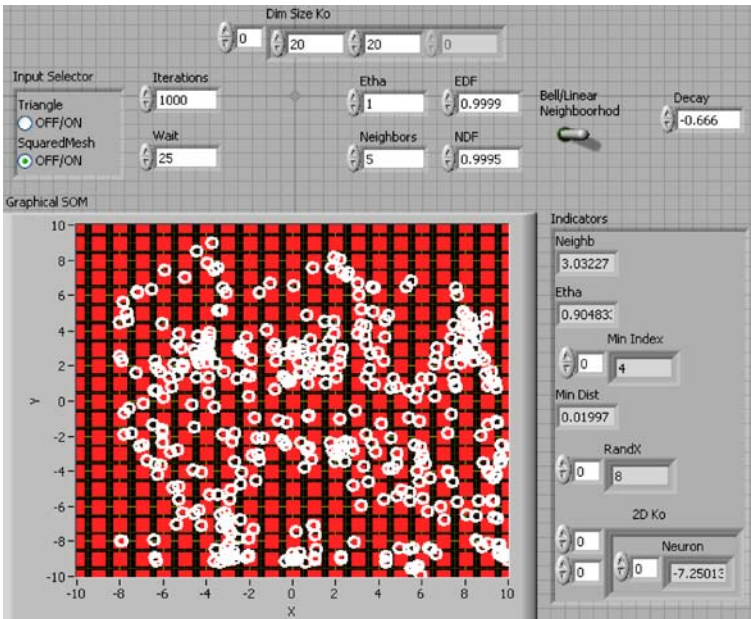 Dim Size Ko
0 20 20 0
Input Selector
Triangle
OFF/ON
SquaredMesh
OFF/ON
Iterations
1000
Wait
25
Etha
1
EDF
0.9999
Neighbors
5
NDF
0.9995
Bell/Linear
Neighboorhod
Decay
-0.666
Graphical SOM
10
8
6
4
2
0
-2
-4
-6
-8
-10
Y
-10 -8 -6 -4 -2 0 2 4 6 8 10
X
Indicators
Neighb
3.03227
Etha
0.90483
Min Index
0 4
Min Dist
0.01997
RandX
0 8
2D Ko
0
0
Neuron
0 -7.2501